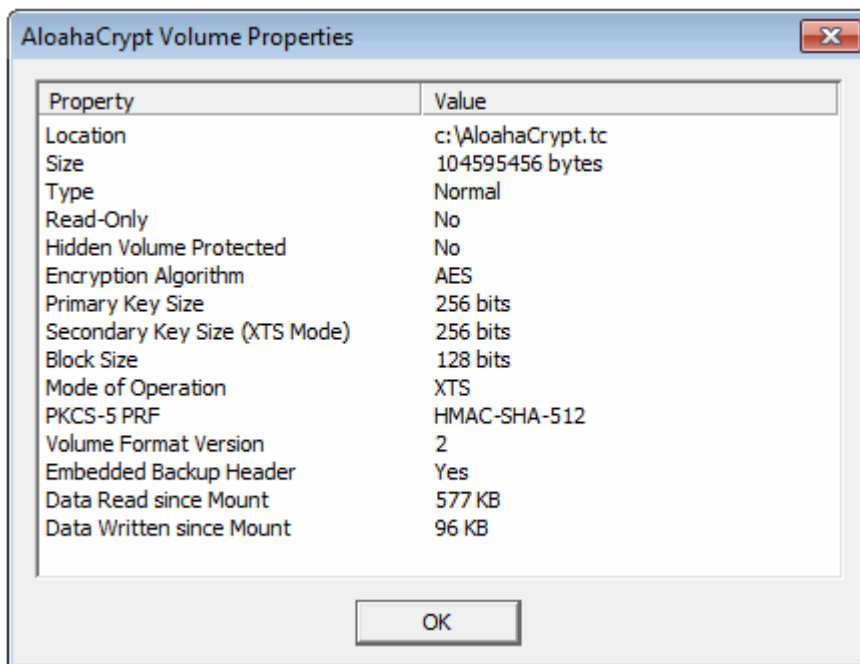 AloahaCrypt Volume Properties
Property Value
Location c:\AloahaCrypt.tc
Size 104595456 bytes
Type Normal
Read-Only No
Hidden Volume Protected No
Encryption Algorithm AES
Primary Key Size 256 bits
Secondary Key Size (XTS Mode) 256 bits
Block Size 128 bits
Mode of Operation XTS
PKCS-5 PRF HMAC-SHA-512
Volume Format Version 2
Embedded Backup Header Yes
Data Read since Mount 577 KB
Data Written since Mount 96 KB
OK